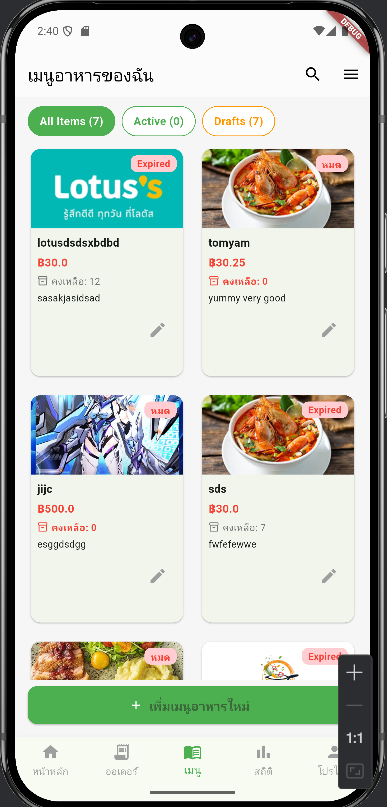 2:40
DEBUG
เมนูอาหารของฉัน
All Items (7)
Active (0)
Drafts (7)
Expired
Lotus's
รู้สึกดีดี ทุกวัน ที่โลตัส
lotusdsdsxbdbd
฿30.0
คงเหลือ: 12
sasakjasidsad
หมด
tomyam
฿30.25
คงเหลือ: 0
yummy very good
หมด
jijc
฿500.0
คงเหลือ: 0
esggdsdgg
Expired
sds
฿30.0
คงเหลือ: 7
fwfefewwe
หมด
Expired
+ เพิ่มเมนูอาหารใหม่
1:1
หน้าหลัก
ออเดอร์
เมนู
สถิติ